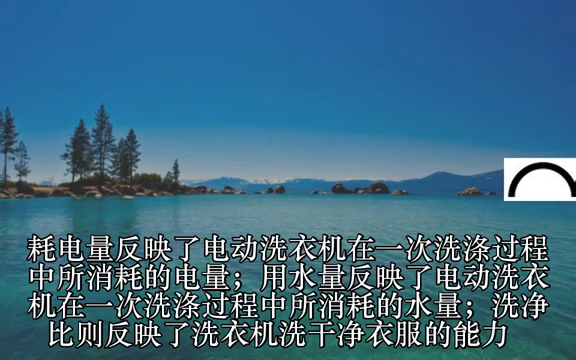 耗电量反映了电动洗衣机在一次洗涤过程
中所消耗的电量；用水量反映了电动洗衣
机在一次洗涤过程中所消耗的水量；洗净
比则反映了洗衣机洗干净衣服的能力